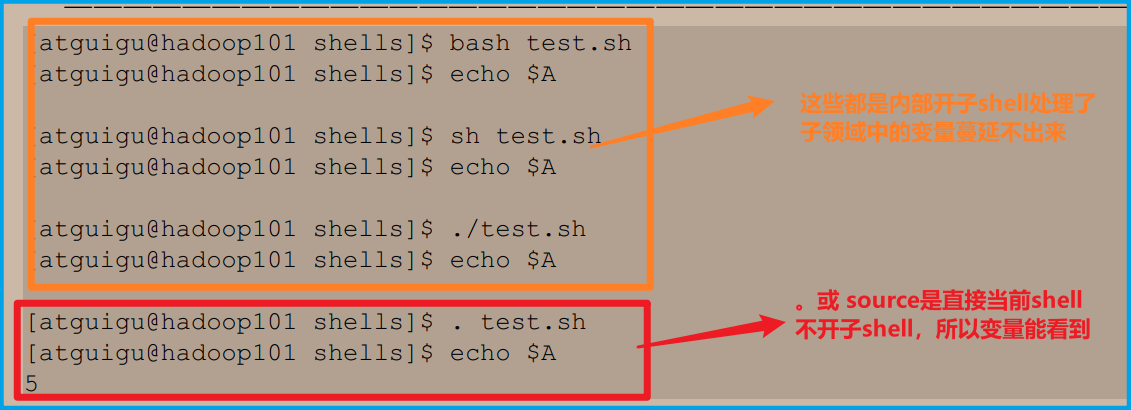 [atguigu@hadoop101 shells]$ bash test.sh
[atguigu@hadoop101 shells]$ echo $A
[atguigu@hadoop101 shells]$ sh test.sh
[atguigu@hadoop101 shells]$ echo $A
[atguigu@hadoop101 shells]$ ./test.sh
[atguigu@hadoop101 shells]$ echo $A
这些都是内部开子shell处理了
子领域中的变量蔓延不出来
[atguigu@hadoop101 shells]$ . test.sh
[atguigu@hadoop101 shells]$ echo $A
5
。或 source是直接当前shell
不开子shell，所以变量能看到